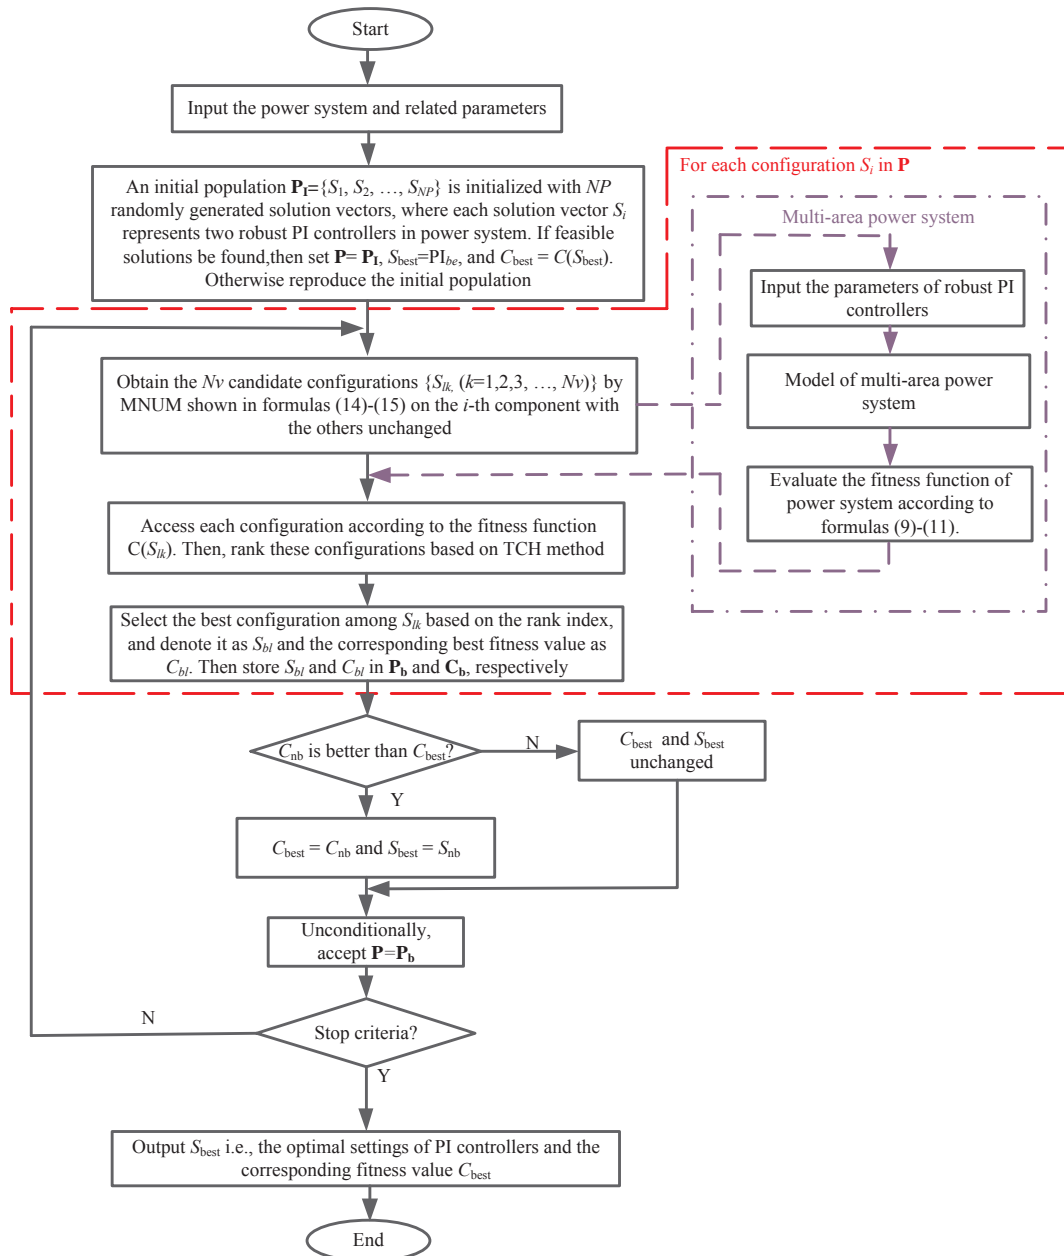 Start
Input the power system and related parameters
An initial population P_I={S_1, S_2, …, S_NP} is initialized with NP
randomly generated solution vectors, where each solution vector S_i
represents two robust PI controllers in power system. If feasible
solutions be found,then set P= P_I, S_best=PI_be, and C_best = C(S_best).
Otherwise reproduce the initial population
For each configuration S_i in P
Multi-area power system
Input the parameters of robust PI
controllers
Model of multi-area power
system
Evaluate the fitness function of
power system according to
formulas (9)-(11).
Obtain the Nv candidate configurations {S_lk, (k=1,2,3, …, Nv)} by
MNUM shown in formulas (14)-(15) on the i-th component with
the others unchanged
Access each configuration according to the fitness function
C(S_lk). Then, rank these configurations based on TCH method
Select the best configuration among S_lk based on the rank index,
and denote it as S_bl and the corresponding best fitness value as
C_bl. Then store S_bl and C_bl in P_b and C_b, respectively
C_nb is better than C_best?
N
C_best and S_best
unchanged
Y
C_best = C_nb and S_best = S_nb
Unconditionally,
accept P=P_b
N
Stop criteria?
Y
Output S_best i.e., the optimal settings of PI controllers and the
corresponding fitness value C_best
End